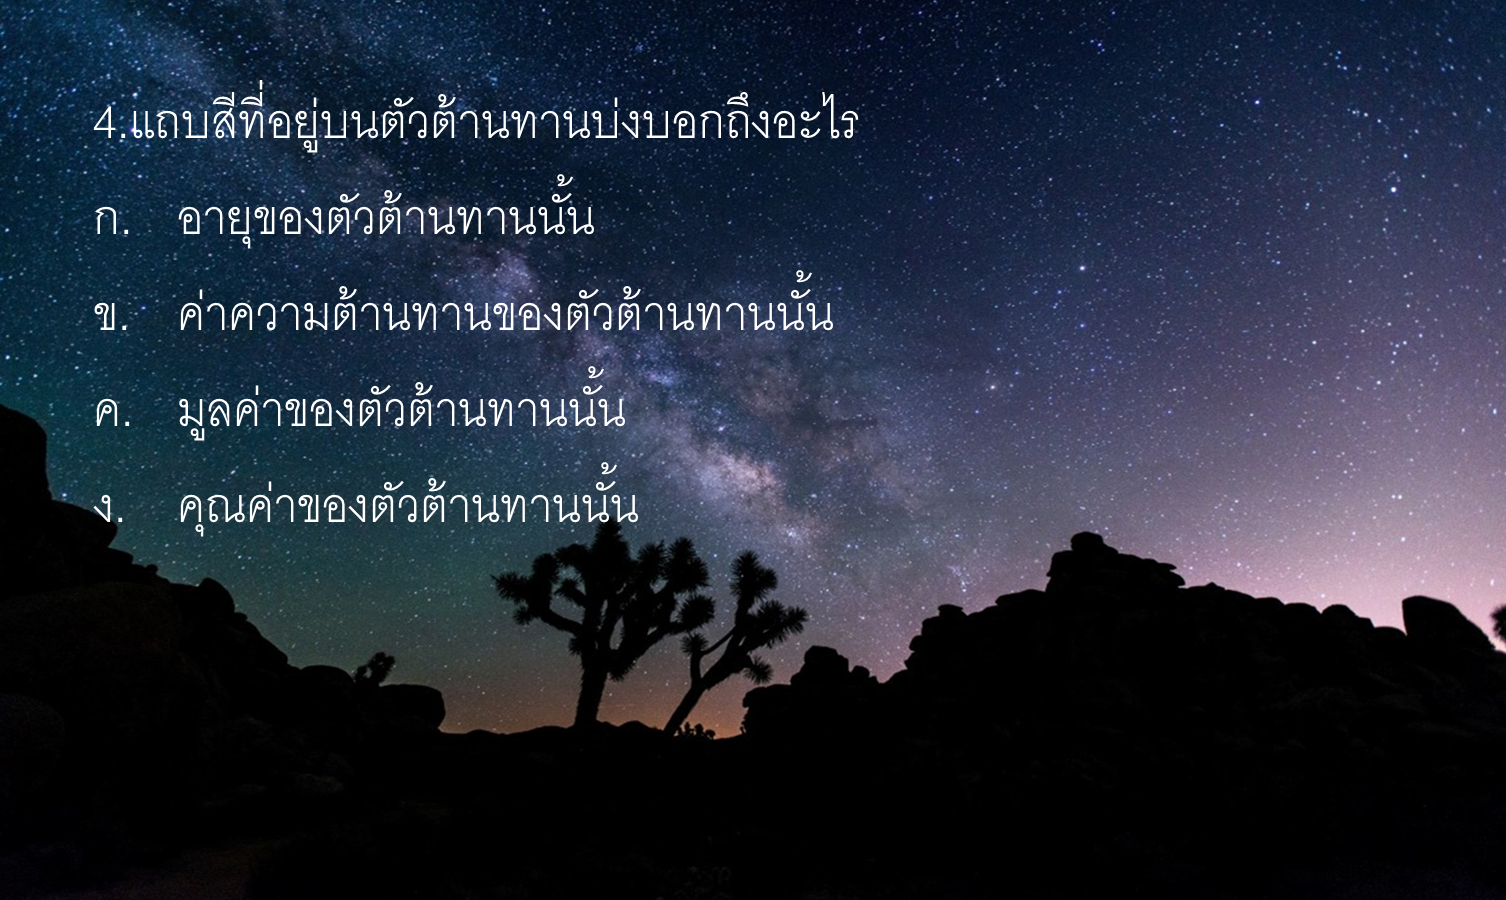 4.แถบสีที่อยู่บนตัวต้านทานบ่งบอกถึงอะไร
ก. อายุของตัวต้านทานนั้น
ข. ค่าความต้านทานของตัวต้านทานนั้น
ค. มูลค่าของตัวต้านทานนั้น
ง. คุณค่าของตัวต้านทานนั้น